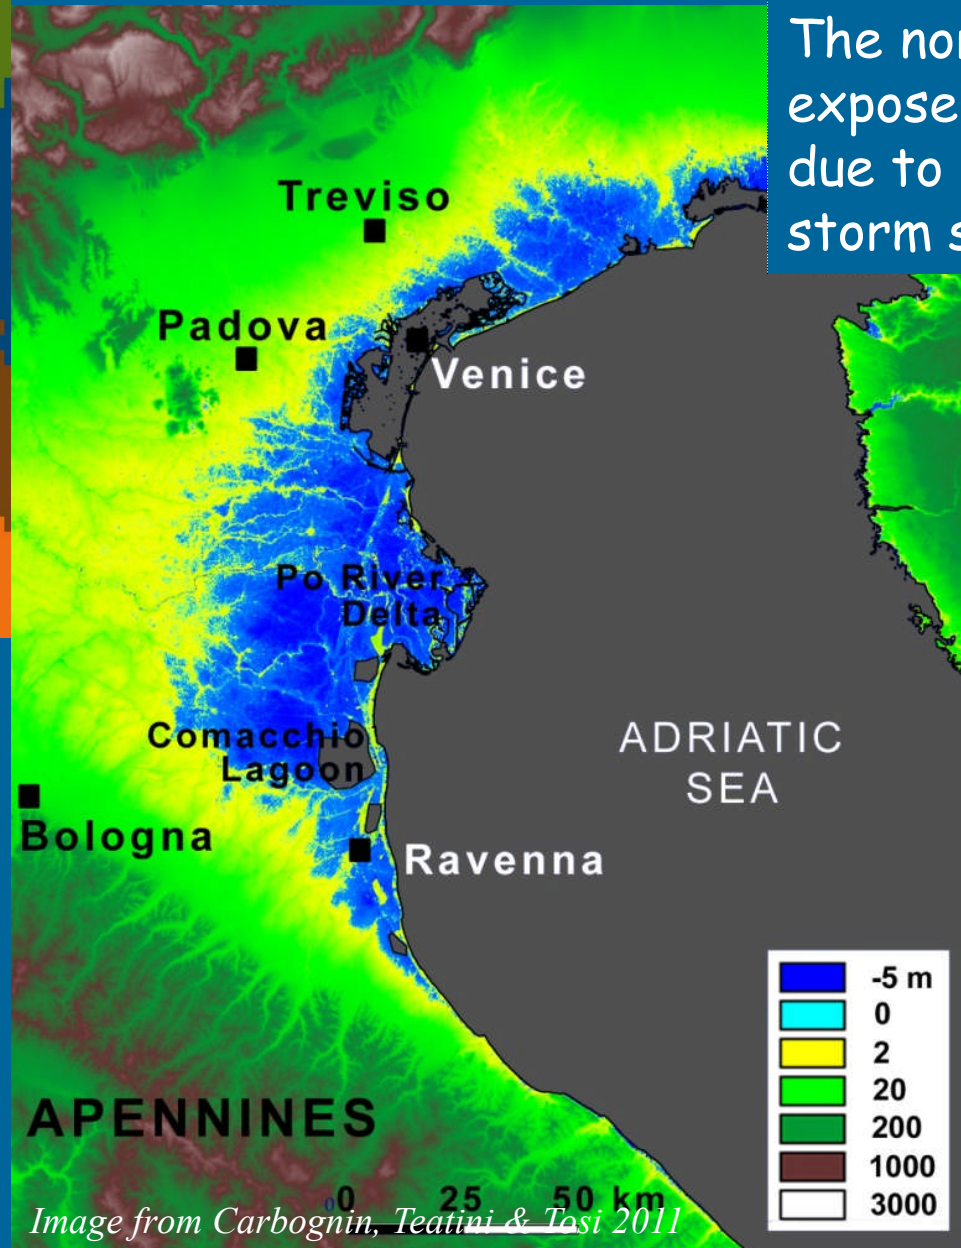 The
expose
due to
storm
Treviso
Padova
Venice
Po River
Delta
Comacchio
Lagoon
ADRIATIC
SEA
Bologna
Ravenna
-5 m
0
2
20
200
1000
3000
APENNINES
0 25 50 km
Image from Carbognin, Teatini & Tosi 2011